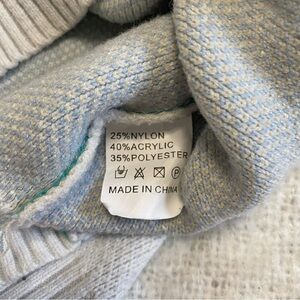 25%NYLON
40%ACRYLIC
35%POLYESTER
P
MADE IN CHINA